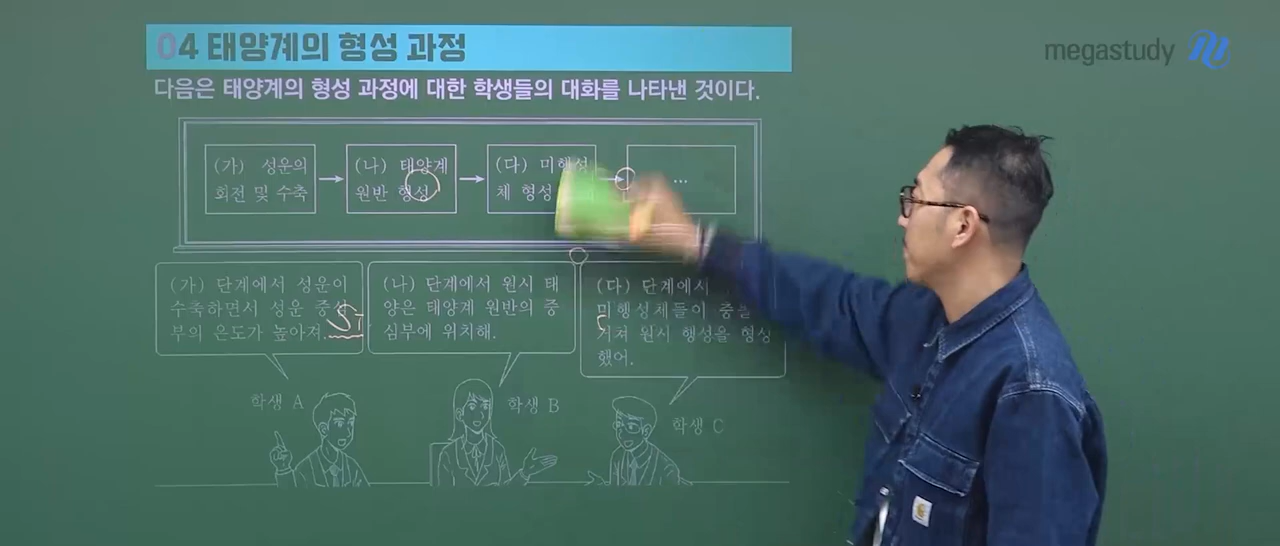 04 태양계의 형성 과정
megastudy
다음은 태양계의 형성 과정에 대한 학생들의 대화를 나타낸 것이다.
(가) 성운의
회전 및 수축
(나) 태양계
원반 형성
(다) 미행성
체 형성
...
(가) 단계에서 성운이
수축하면서 성운 중심
부의 온도가 높아져.
(나) 단계에서 원시 태
양은 태양계 원반의 중
심부에 위치해.
(다) 단계에서
미행성체들이
거쳐 원시 행성을 형성
했어.
학생 A
학생 B
학생 C